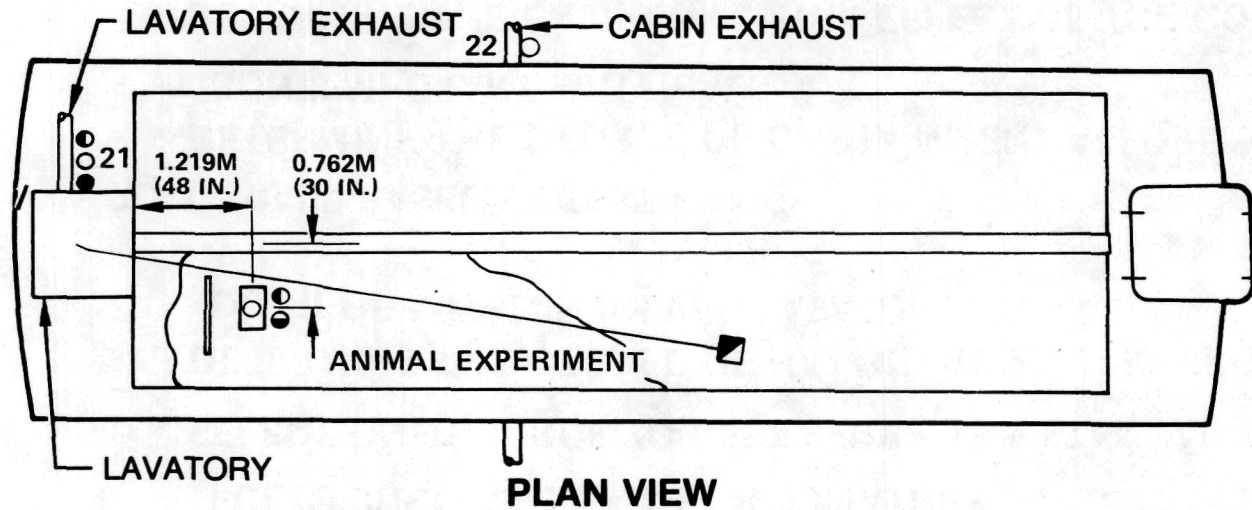 LAVATORY EXHAUST
22
CABIN EXHAUST
21
1.219M
(48 IN.)
0.762M
(30 IN.)
ANIMAL EXPERIMENT
LAVATORY
PLAN VIEW